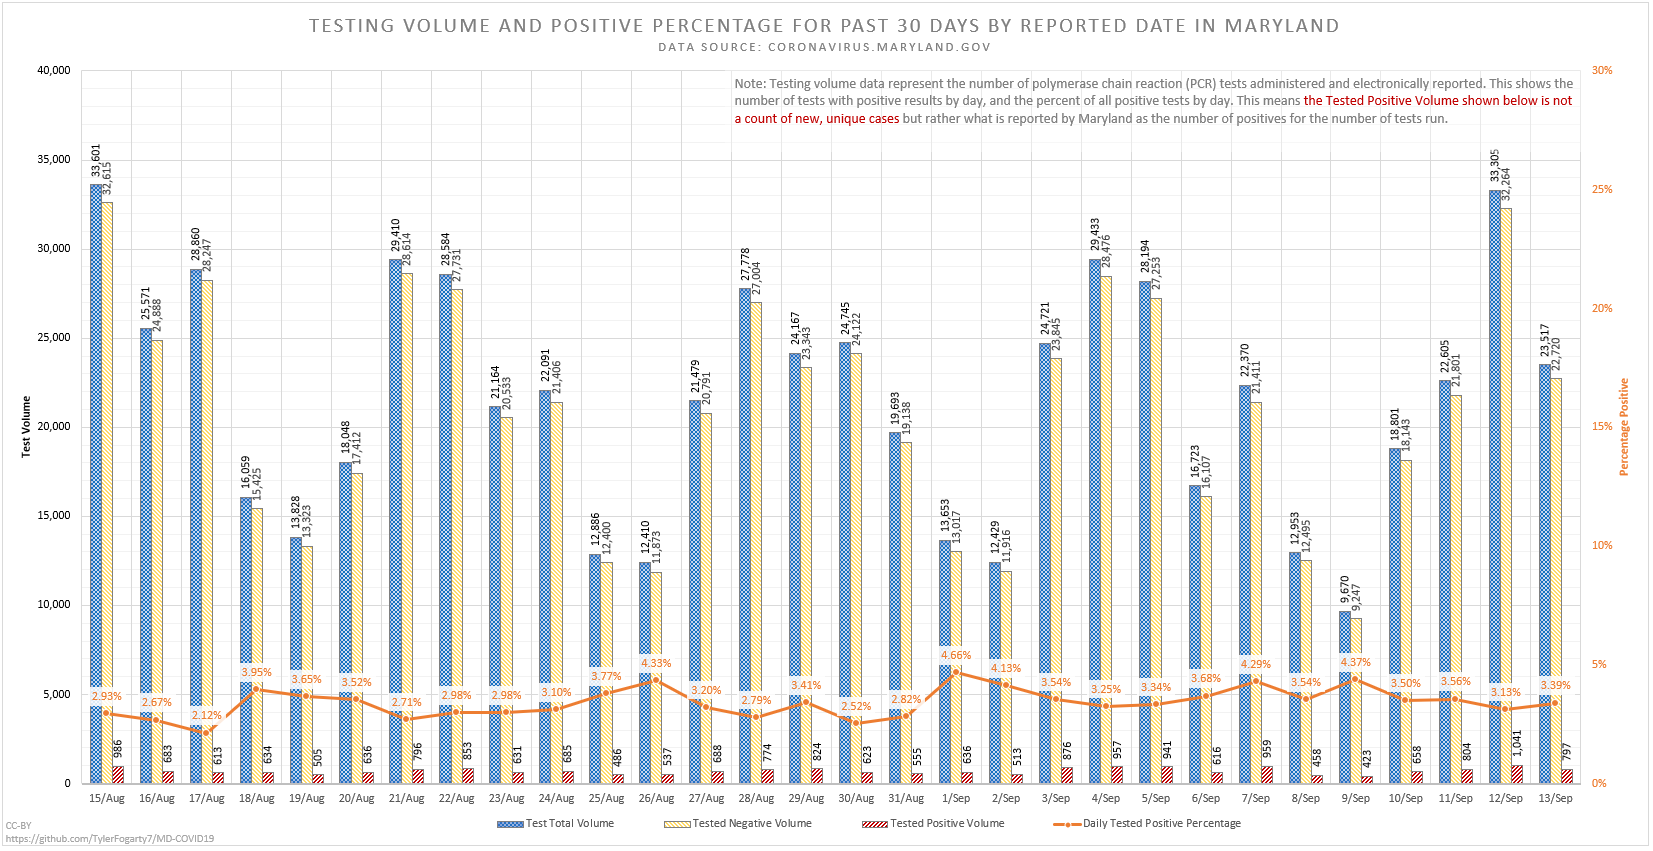 TESTING VOLUME AND POSITIVE PERCENTAGE FOR PAST 30 DAYS BY REPORTED DATE IN MARYLAND
DATA SOURCE: CORONAVIRUS.MARYLAND.GOV
Note: Testing volume data represent the number of polymerase chain reaction (PCR) tests administered and electronically reported. This shows the
number of tests with positive results by day, and the percent of all positive tests by day. This means the Tested Positive Volume shown below is not
a count of new, unique cases but rather what is reported by Maryland as the number of positives for the number of tests run.
Test Volume
40,000
35,000
30,000
25,000
20,000
15,000
10,000
5,000
0
Percentage Positive
30%
25%
20%
15%
10%
5%
0%
33,601 32,615 2.93% 986 15/Aug
25,571 24,888 2.67% 683 16/Aug
28,860 28,247 2.12% 613 17/Aug
16,059 15,425 3.95% 634 18/Aug
13,828 13,323 3.65% 505 19/Aug
18,048 17,412 3.52% 636 20/Aug
29,410 28,614 2.71% 796 21/Aug
28,584 27,731 2.98% 853 22/Aug
21,164 20,533 2.98% 631 23/Aug
22,091 21,406 3.10% 685 24/Aug
12,886 12,400 3.77% 486 25/Aug
12,410 11,873 4.33% 537 26/Aug
21,479 20,791 3.20% 688 27/Aug
27,778 27,004 2.79% 774 28/Aug
24,167 23,343 3.41% 824 29/Aug
24,745 24,122 2.52% 623 30/Aug
19,693 19,138 2.82% 555 31/Aug
13,653 13,017 4.66% 636 1/Sep
12,429 11,916 4.13% 513 2/Sep
24,721 23,845 3.54% 876 3/Sep
29,433 28,476 3.25% 957 4/Sep
28,194 27,253 3.34% 941 5/Sep
16,723 16,107 3.68% 616 6/Sep
22,370 21,411 4.29% 959 7/Sep
12,953 12,495 3.54% 458 8/Sep
9,670 9,247 4.37% 423 9/Sep
18,801 18,143 3.50% 658 10/Sep
22,605 21,801 3.56% 804 11/Sep
33,305 32,264 3.13% 1,041 12/Sep
23,517 22,720 3.39% 797 13/Sep
Test Total Volume
Tested Negative Volume
Tested Positive Volume
Daily Tested Positive Percentage
CC-BY
https://github.com/TylerFogarty7/MD-COVID19